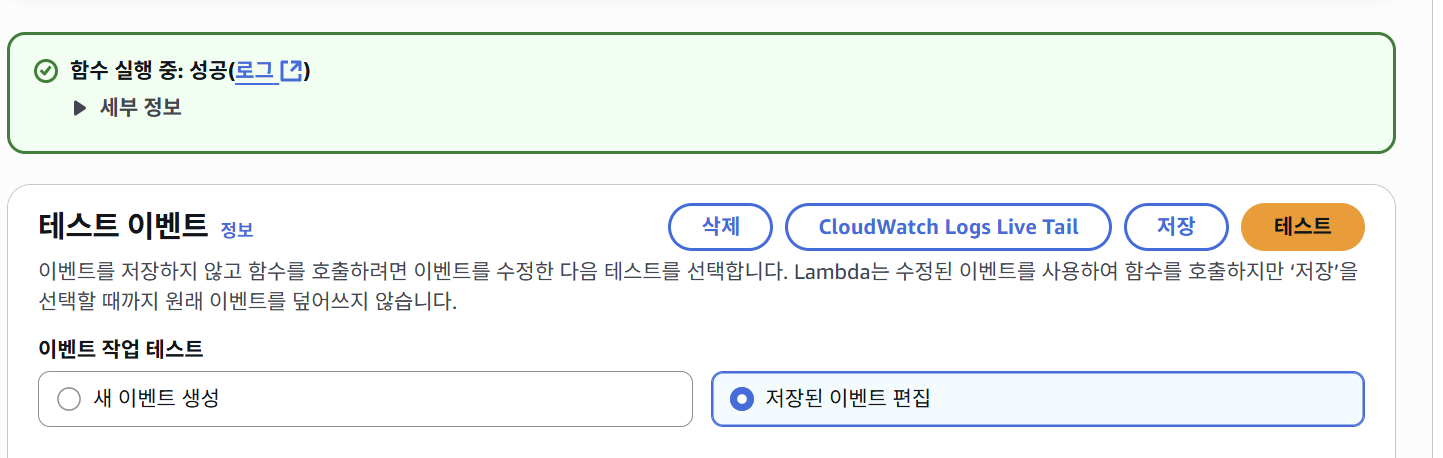 함수 실행 중: 성공(로그)
세부 정보
테스트 이벤트 정보
삭제
CloudWatch Logs Live Tail
저장
테스트
이벤트를 저장하지 않고 함수를 호출하려면 이벤트를 수정한 다음 테스트를 선택합니다. Lambda는 수정된 이벤트를 사용하여 함수를 호출하지만 ‘저장’을
선택할 때까지 원래 이벤트를 덮어쓰지 않습니다.
이벤트 작업 테스트
새 이벤트 생성
저장된 이벤트 편집